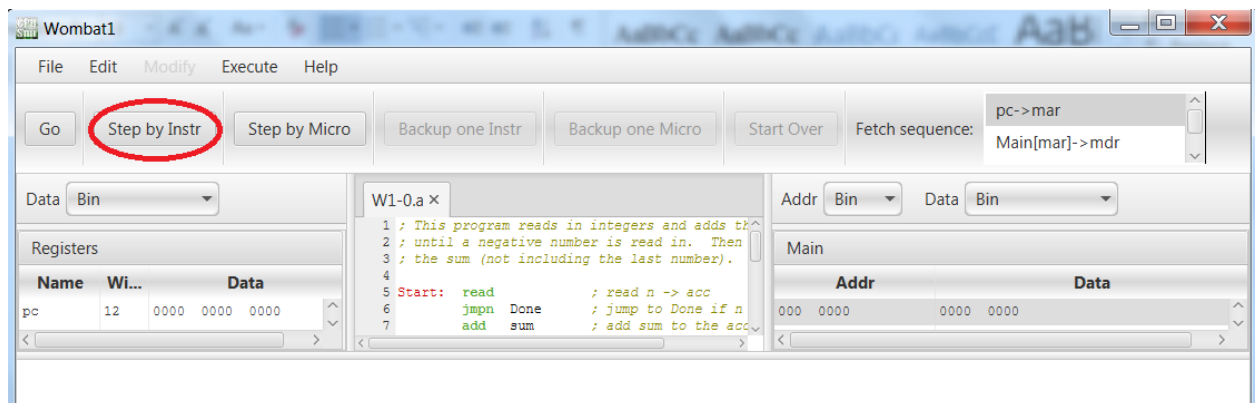 Wombat1
File Edit Modify Execute Help
Go Step by Instr Step by Micro Backup one Instr Backup one Micro Start Over Fetch sequence:
pc->mar
Main[mar]->mdr
Data Bin
W1-0.a ×
Addr Bin Data Bin
Registers
Name Wi... Data
pc 12 0000 0000 0000
1 ; This program reads in integers and adds th
2 ; until a negative number is read in. Then
3 ; the sum (not including the last number).
4
5 Start: read ; read n -> acc
6 jmpn Done ; jump to Done if n
7 add sum ; add sum to the acc
Main
Addr Data
000 0000 0000 0000